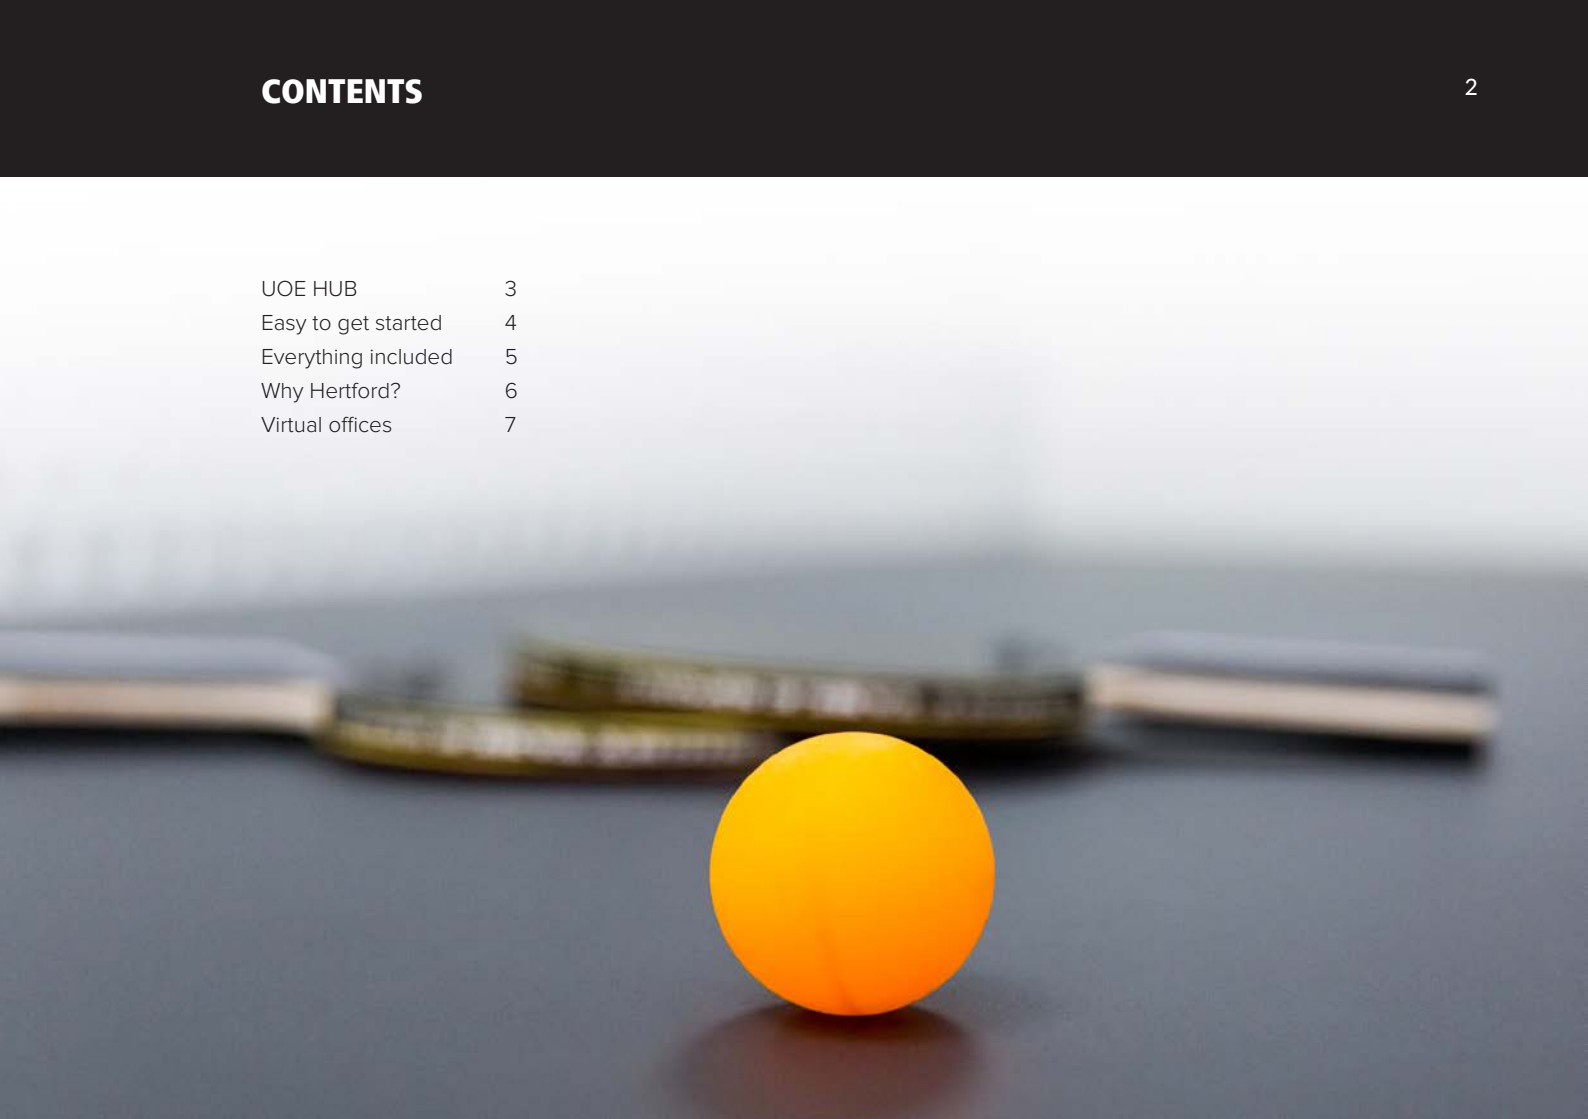 CONTENTS 2
UOE HUB 3
Easy to get started 4
Everything included 5
Why Hertford? 6
Virtual offices 7